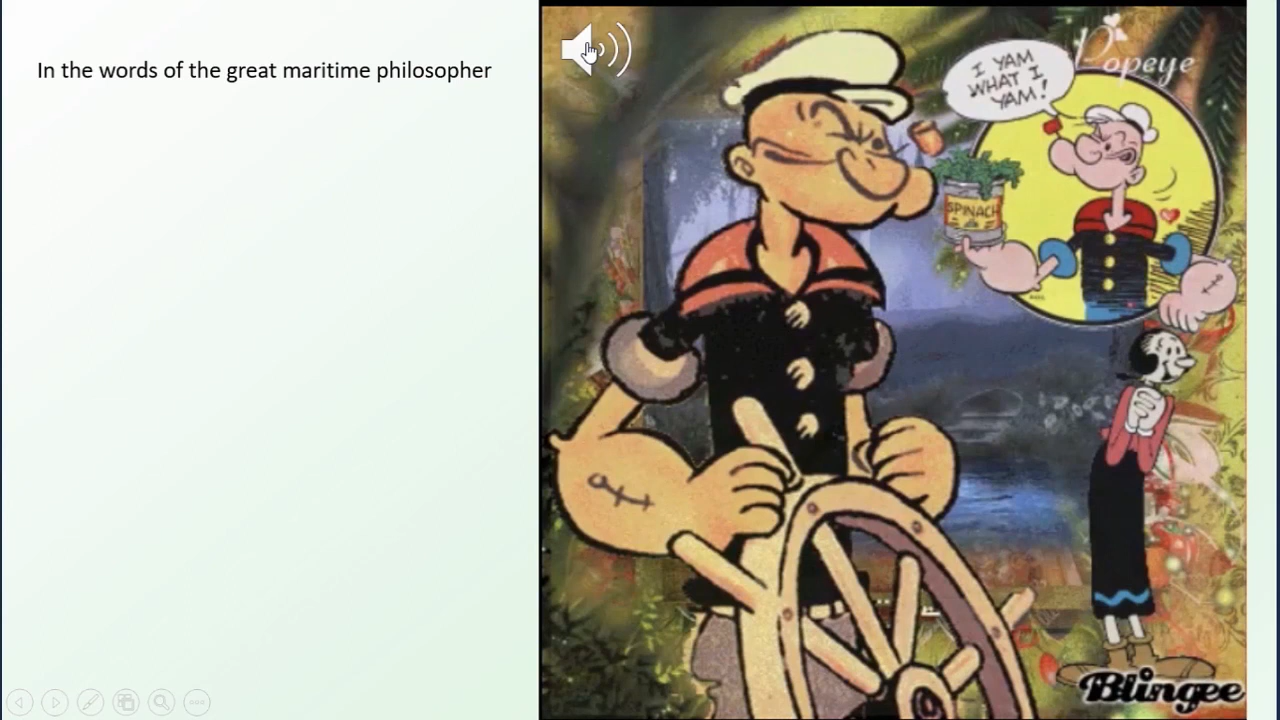 In the words of the great maritime philosopher
Popeye
I YAM
WHAT I
YAM!
SPINACH
Blingee